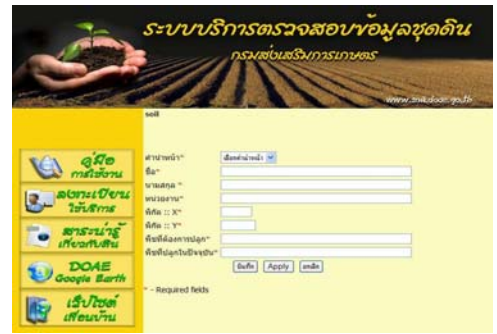 ระบบบริการตรวจสอบข้อมูลชุดดิน
กรมส่งเสริมการเกษตร
soil
คู่มือ
การใช้งาน
ลงทะเบียน
ใช้บริการ
สาระน่ารู้
เกี่ยวกับดิน
DOAE
Google Earth
เว็บไซต์
เพื่อนบ้าน
คำนำหน้า*
เลือกคำนำหน้า
ชื่อ*
นามสกุล *
หน่วยงาน*
พิกัด :: X*
พิกัด :: Y*
พืชที่ต้องการปลูก*
พืชที่ปลูกในปัจจุบัน*
บันทึก Apply ยกเลิก
* - Required fields